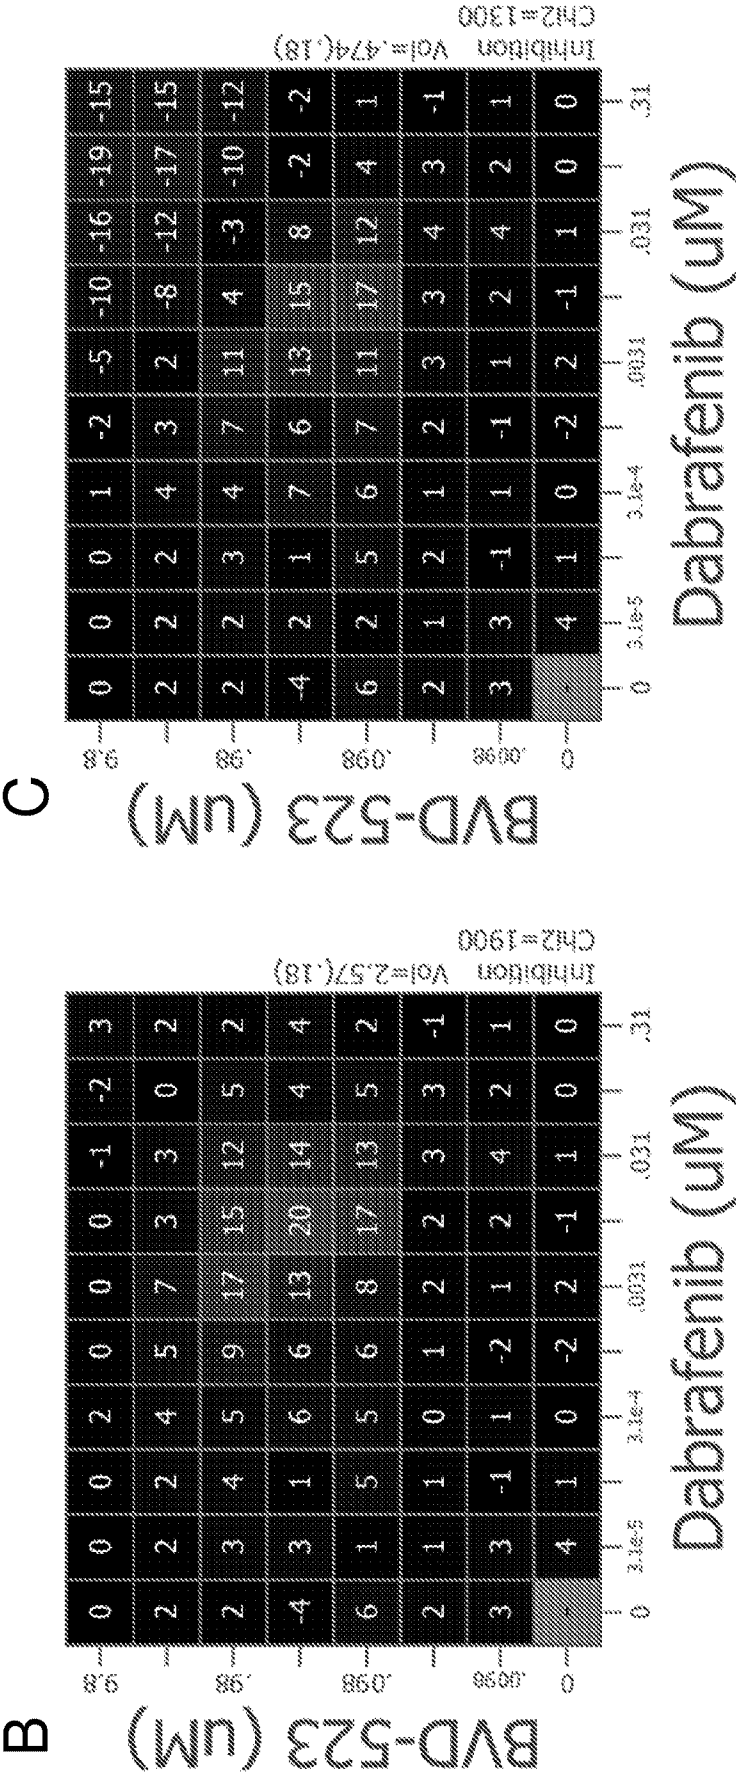 B
BVD-523 (uM)
9.8 0 0 0 2 0 0 0 -1 -2 3
2 2 2 4 5 7 3 3 0 2
.98 2 3 4 5 9 17 15 12 5 2
-4 3 1 6 6 13 20 14 4 4
.098 6 1 5 5 6 8 17 13 5 2
2 1 1 0 1 2 2 3 3 -1
.0098 3 3 -1 1 -2 1 2 4 2 1
0 - 4 1 0 -2 2 -1 1 0 0
0 3.1e-5 3.1e-4 .0031 .031 .31
Dabrafenib (uM)
Inhibition Vol=2.57(.18)
Chi2=1900
C
BVD-523 (uM)
9.8 0 0 0 1 -2 -5 -10 -16 -19 -15
2 2 2 4 3 2 -8 -12 -17 -15
.98 2 2 3 4 7 11 4 -3 -10 -12
-4 2 1 7 6 13 15 8 -2 -2
.098 6 2 5 6 7 11 17 12 4 1
2 1 2 1 2 3 3 4 3 -1
.0098 3 3 -1 1 -1 1 2 4 2 1
0 - 4 1 0 -2 2 -1 1 0 0
0 3.1e-5 3.1e-4 .0031 .031 .31
Dabrafenib (uM)
Inhibition Vol=.474(.18)
Chi2=1300